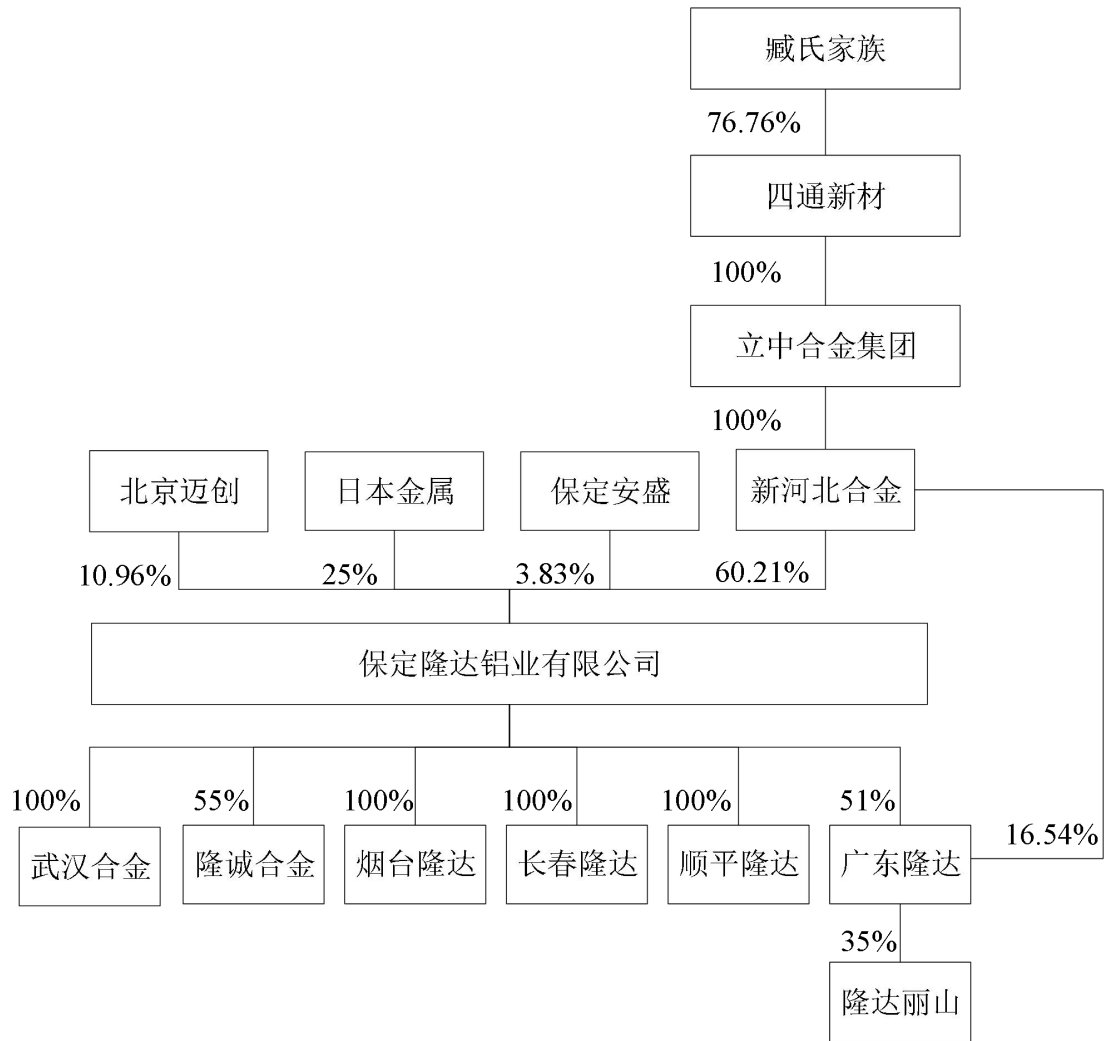 臧氏家族
76.76%
四通新材
100%
立中合金集团
100%
北京迈创
日本金属
保定安盛
新河北合金
10.96%
25%
3.83%
60.21%
保定隆达铝业有限公司
100%
55%
100%
100%
100%
51%
16.54%
武汉合金
隆诚合金
烟台隆达
长春隆达
顺平隆达
广东隆达
35%
隆达丽山